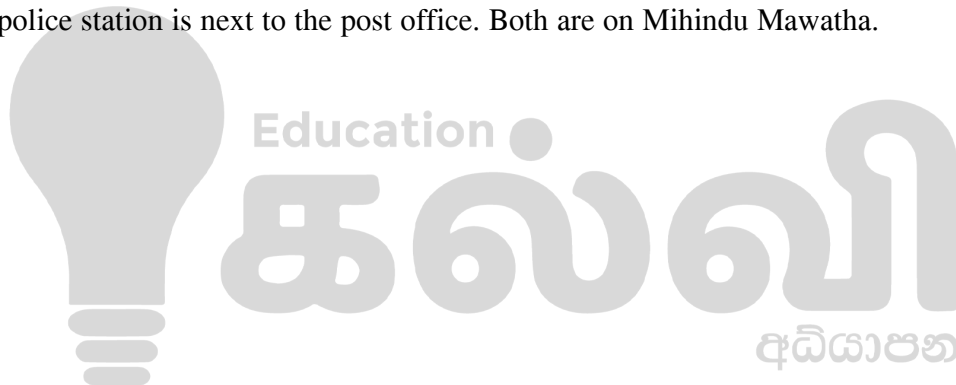 police station is next to the post office. Both are on Mihindu Mawatha.
Education
கல்வி
අධ්‍යාපන